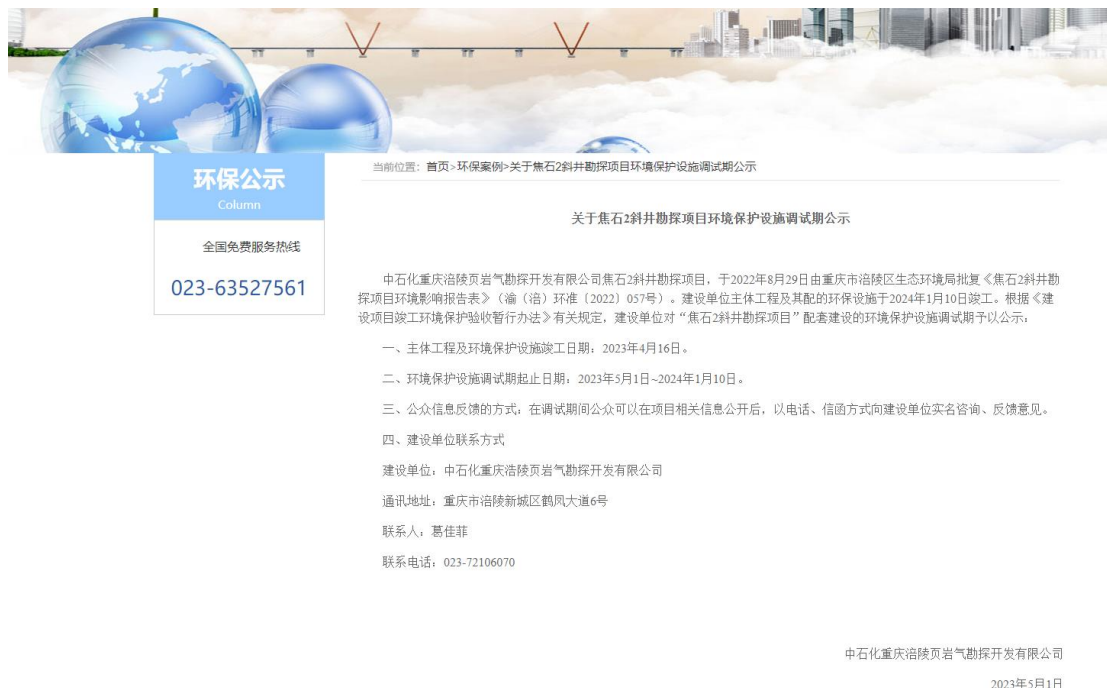 环保公示
Column
全国免费服务热线
023-63527561
当前位置：首页>环保案例>关于焦石2斜井勘探项目环境保护设施调试期公示
关于焦石2斜井勘探项目环境保护设施调试期公示
中石化重庆涪陵页岩气勘探开发有限公司焦石2斜井勘探项目，于2022年8月29日由重庆市涪陵区生态环境局批复《焦石2斜井勘
探项目环境影响报告表》（渝（涪）环准〔2022〕057号）。建设单位主体工程及其配的环保设施于2024年1月10日竣工。根据《建
设项目竣工环境保护验收暂行办法》有关规定，建设单位对“焦石2斜井勘探项目”配套建设的环境保护设施调试期予以公示：
一、主体工程及环境保护设施竣工日期：2023年4月16日。
二、环境保护设施调试期起止日期：2023年5月1日~2024年1月10日。
三、公众信息反馈的方式：在调试期间公众可以在项目相关信息公开后，以电话、信函方式向建设单位实名咨询、反馈意见。
四、建设单位联系方式
建设单位：中石化重庆涪陵页岩气勘探开发有限公司
通讯地址：重庆市涪陵新城区鹤凤大道6号
联系人：葛佳菲
联系电话：023-72106070
中石化重庆涪陵页岩气勘探开发有限公司
2023年5月1日